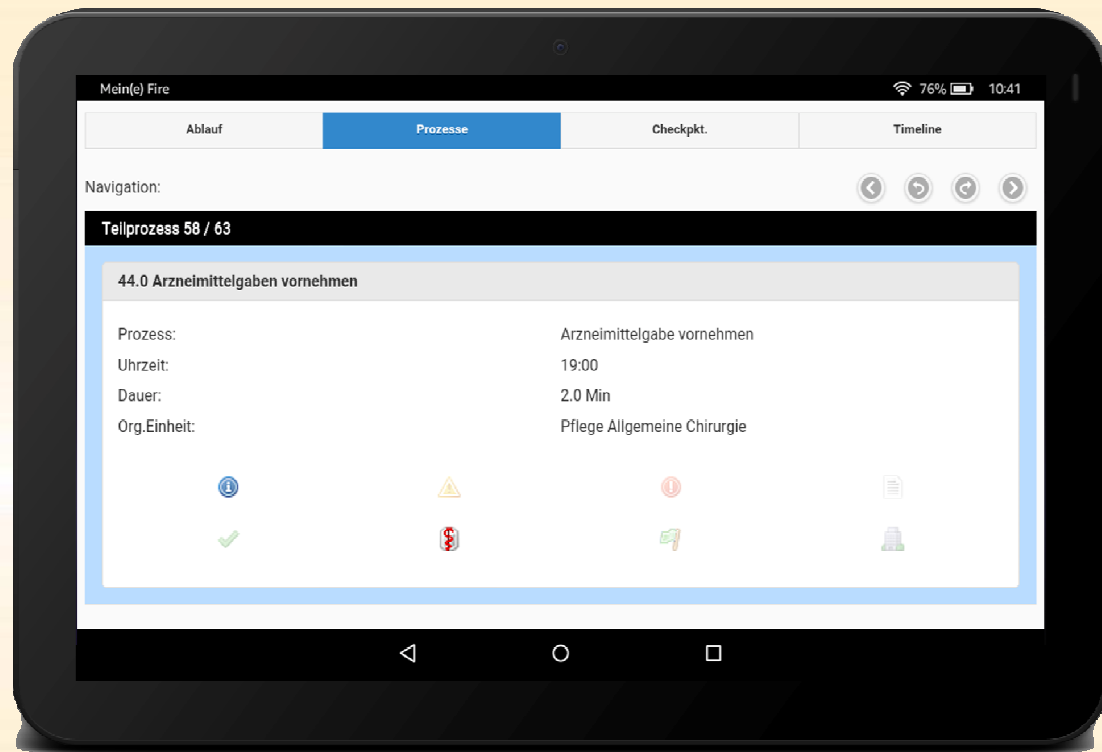 Mein(e) Fire 76% 10:41
Ablauf Prozesse Checkpkt. Timeline
Navigation:
Teilprozess 58 / 63
44.0 Arzneimittelgaben vornehmen
Prozess: Arzneimittelgabe vornehmen
Uhrzeit: 19:00
Dauer: 2.0 Min
Org.Einheit: Pflege Allgemeine Chirurgie